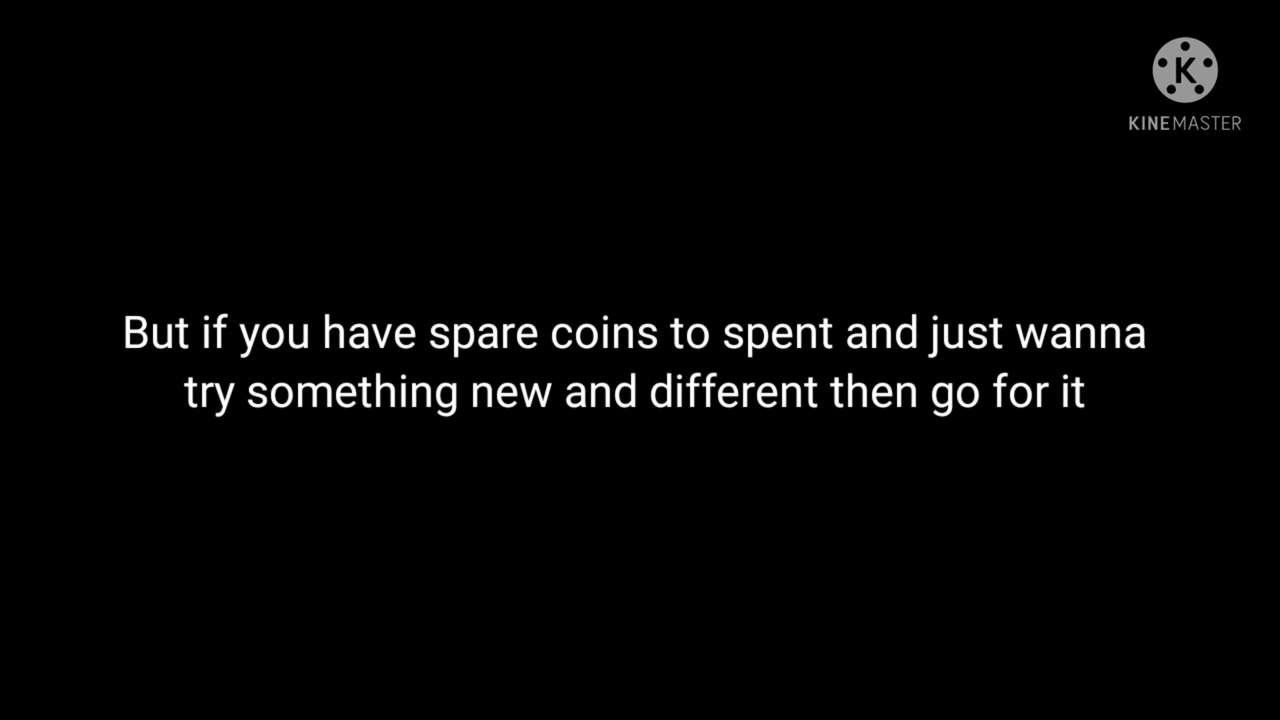 K
KINEMASTER
But if you have spare coins to spent and just wanna
try something new and different then go for it